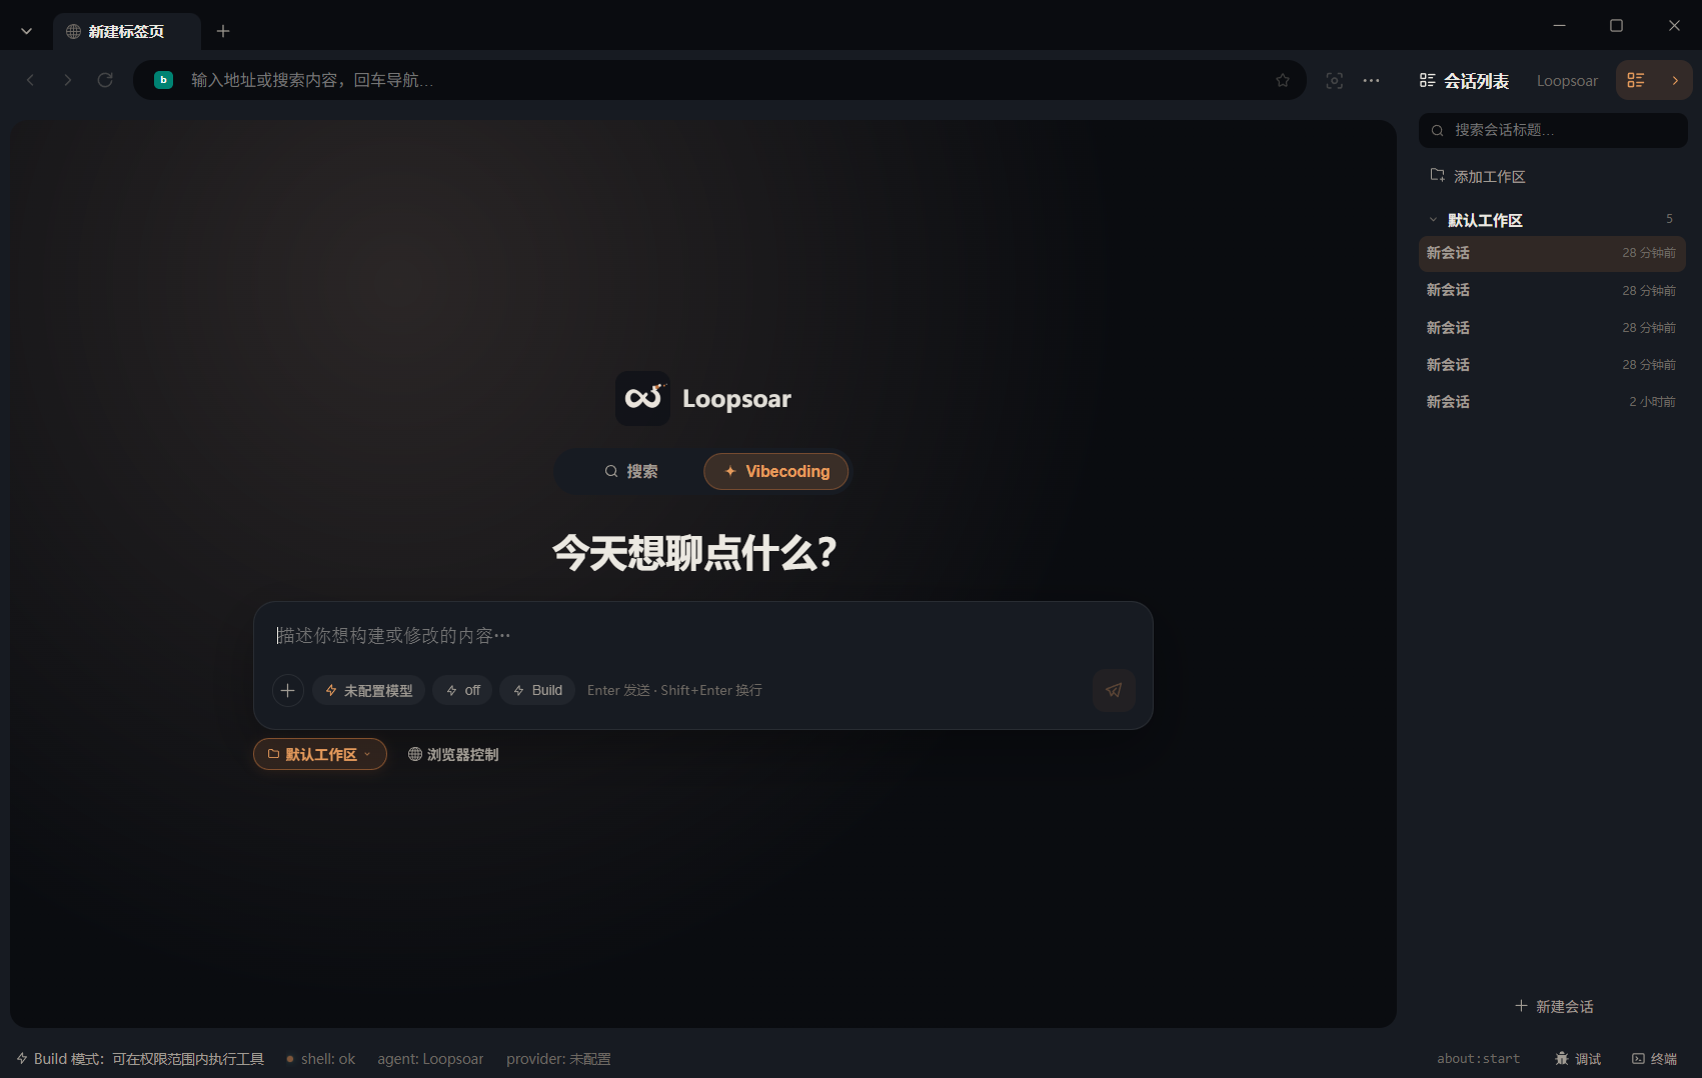 新建标签页
b 输入地址或搜索内容，回车导航...
会话列表 Loopsoar
搜索会话标题...
添加工作区
默认工作区 5
新会话 28 分钟前
新会话 28 分钟前
新会话 28 分钟前
新会话 28 分钟前
新会话 2 小时前
Loopsoar
搜索 Vibecoding
今天想聊点什么？
描述你想构建或修改的内容…
未配置模型 off Build Enter 发送 · Shift+Enter 换行
默认工作区 浏览器控制
新建会话
Build 模式：可在权限范围内执行工具 shell: ok agent: Loopsoar provider: 未配置 about:start 调试 终端